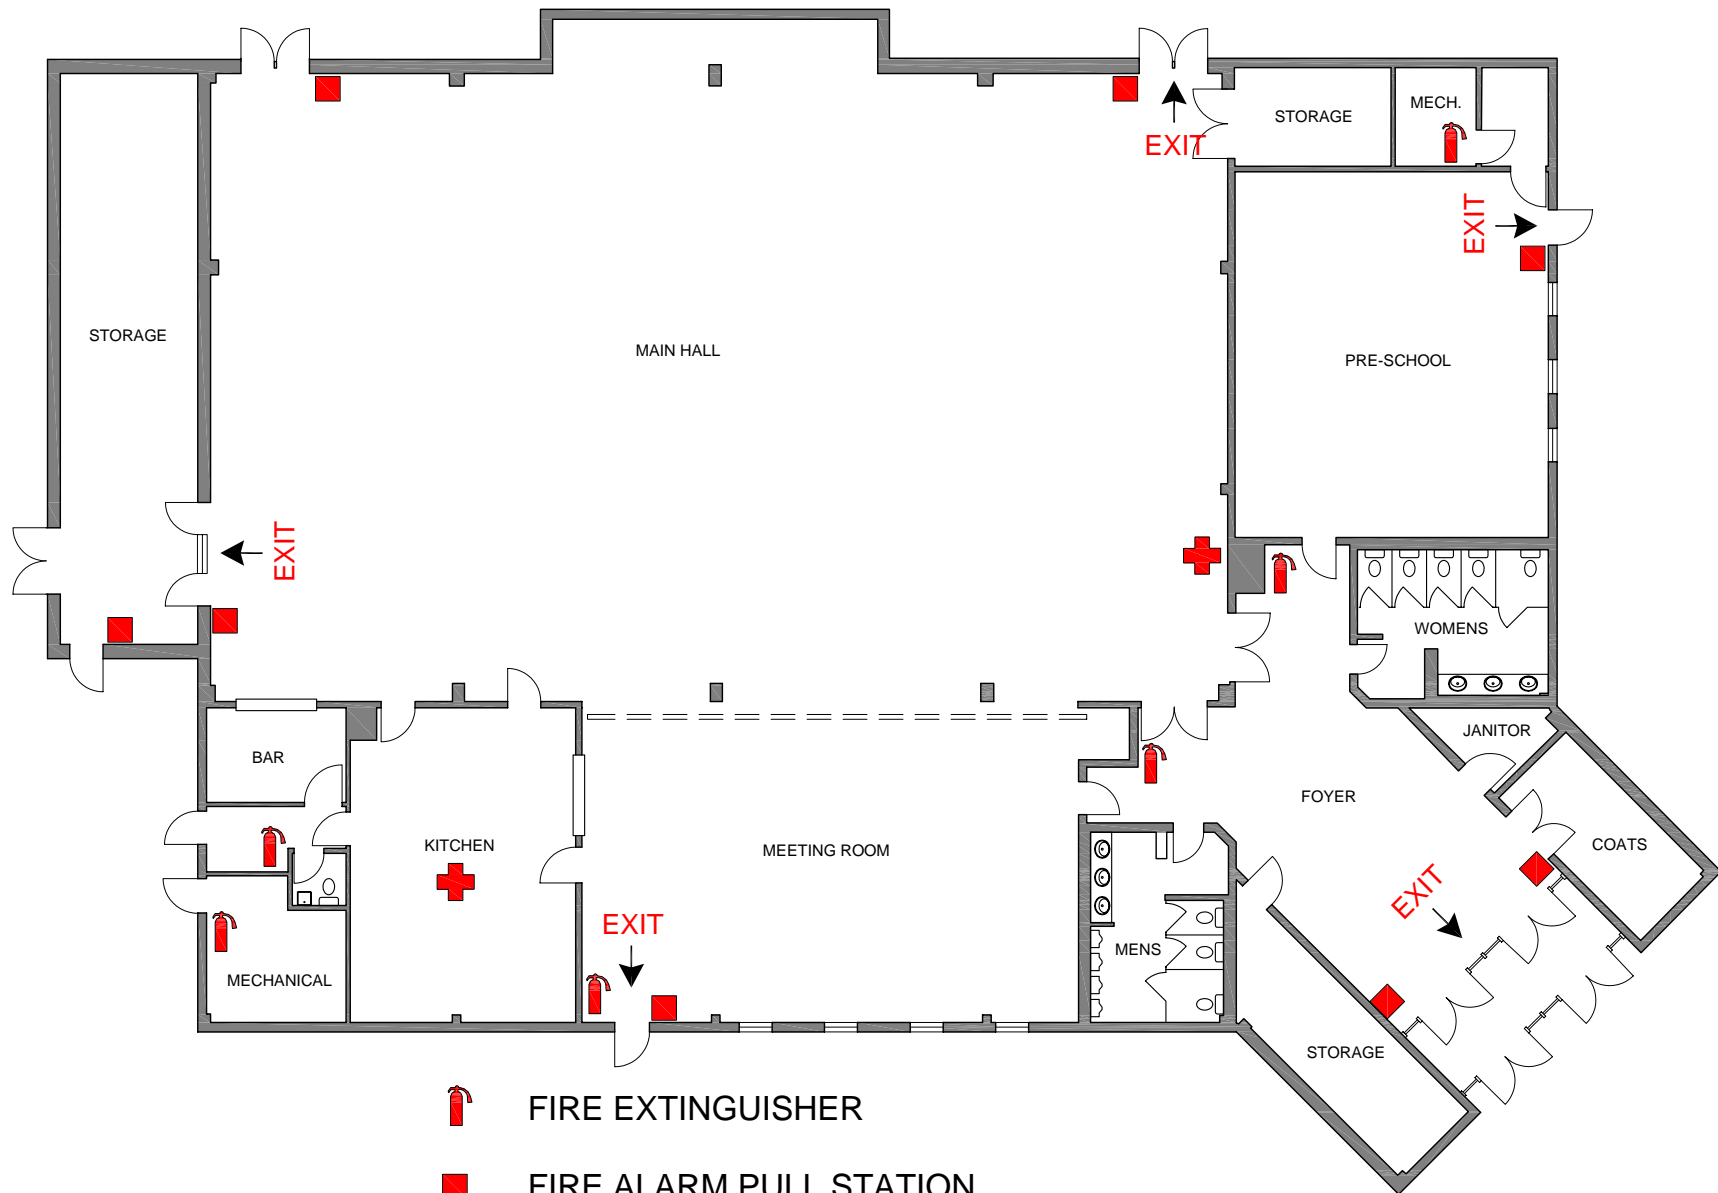 STORAGE
MECH.
EXIT
EXIT
STORAGE
MAIN HALL
PRE-SCHOOL
EXIT
WOMENS
JANITOR
BAR
FOYER
KITCHEN
MEETING ROOM
COATS
EXIT
EXIT
MENS
MECHANICAL
STORAGE
FIRE EXTINGUISHER
FIRE ALARM PULL STATION